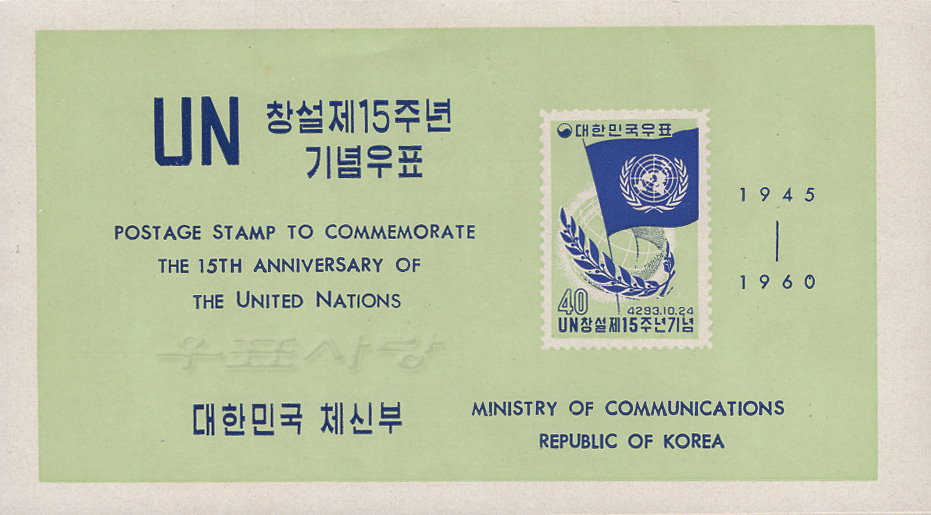 UN 창설제15주년
기념우표
POSTAGE STAMP TO COMMEMORATE
THE 15TH ANNIVERSARY OF
THE UNITED NATIONS
우표사랑
대한민국 체신부
대한민국우표
40
4293.10.24
UN창설제15주년기념
1945
1960
MINISTRY OF COMMUNICATIONS
REPUBLIC OF KOREA